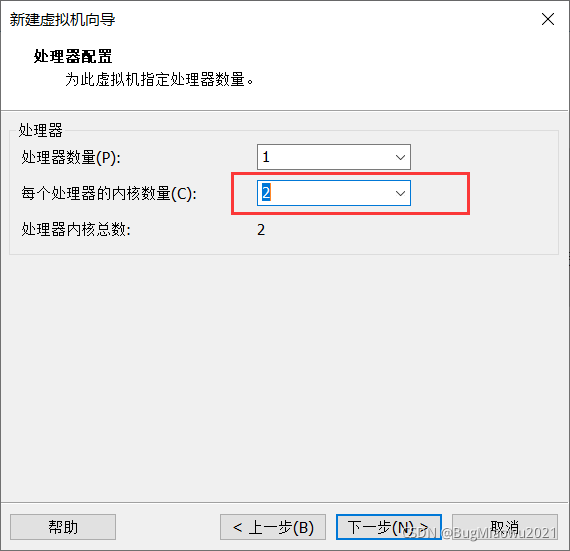 新建虚拟机向导
处理器配置
为此虚拟机指定处理器数量。
处理器
处理器数量(P): 1
每个处理器的内核数量(C): 2
处理器内核总数: 2
帮助 < 上一步(B) 下一步(N) > 取消
CSDN @BugMiaowu2021